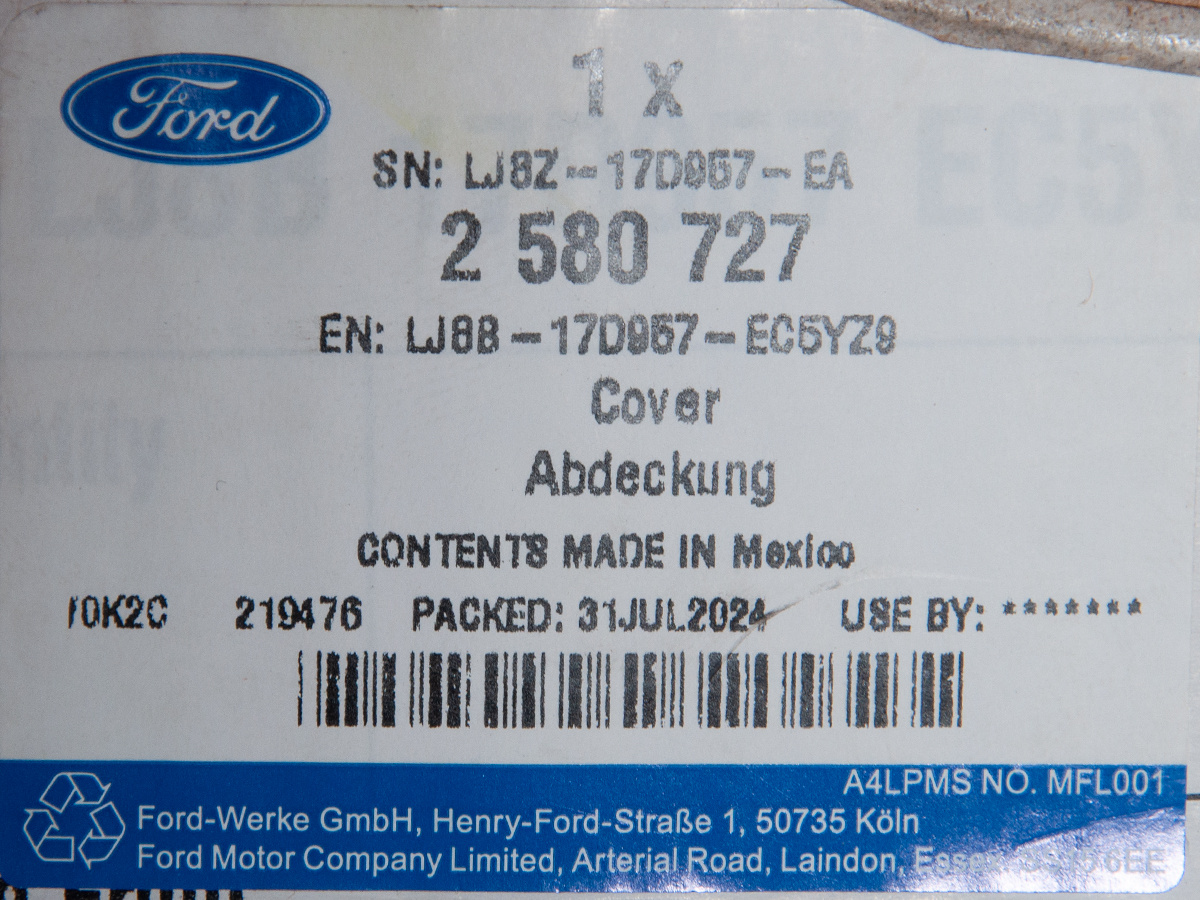 Ford
1 x
SN: LJ8Z-17D957-EA
2 580 727
EN: LJ8B-17D957-EC5YZ9
Cover
Abdeckung
CONTENTS MADE IN Mexico
219476 PACKED: 31JUL2024 USE BY: *******
A4LPMS NO. MFL001
Ford-Werke GmbH, Henry-Ford-Straße 1, 50735 Köln
Ford Motor Company Limited, Arterial Road, Laindon, Essex